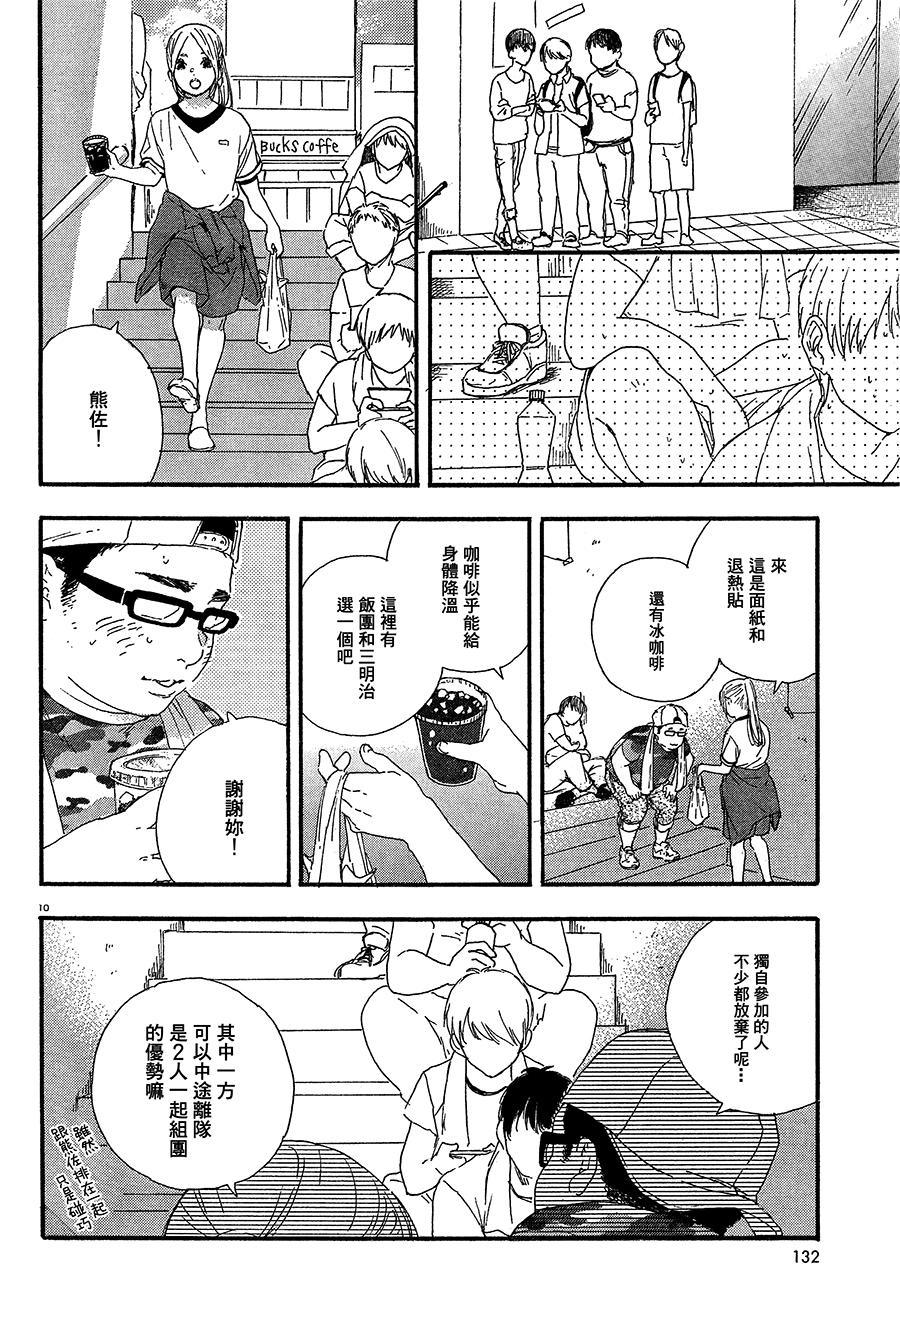 BUCKS COFFE
熊佐！
來
這是面紙和
退熱貼
還有冰咖啡
咖啡似乎能給
身體降溫
這裡有
飯團和三明治
選一個吧
謝謝妳！
10
獨自參加的人
不少都放棄了呢…
其中一方
可以中途離隊
是2人一起組團
的優勢嘛
雖然
跟熊佐排在一起
只是碰巧
132